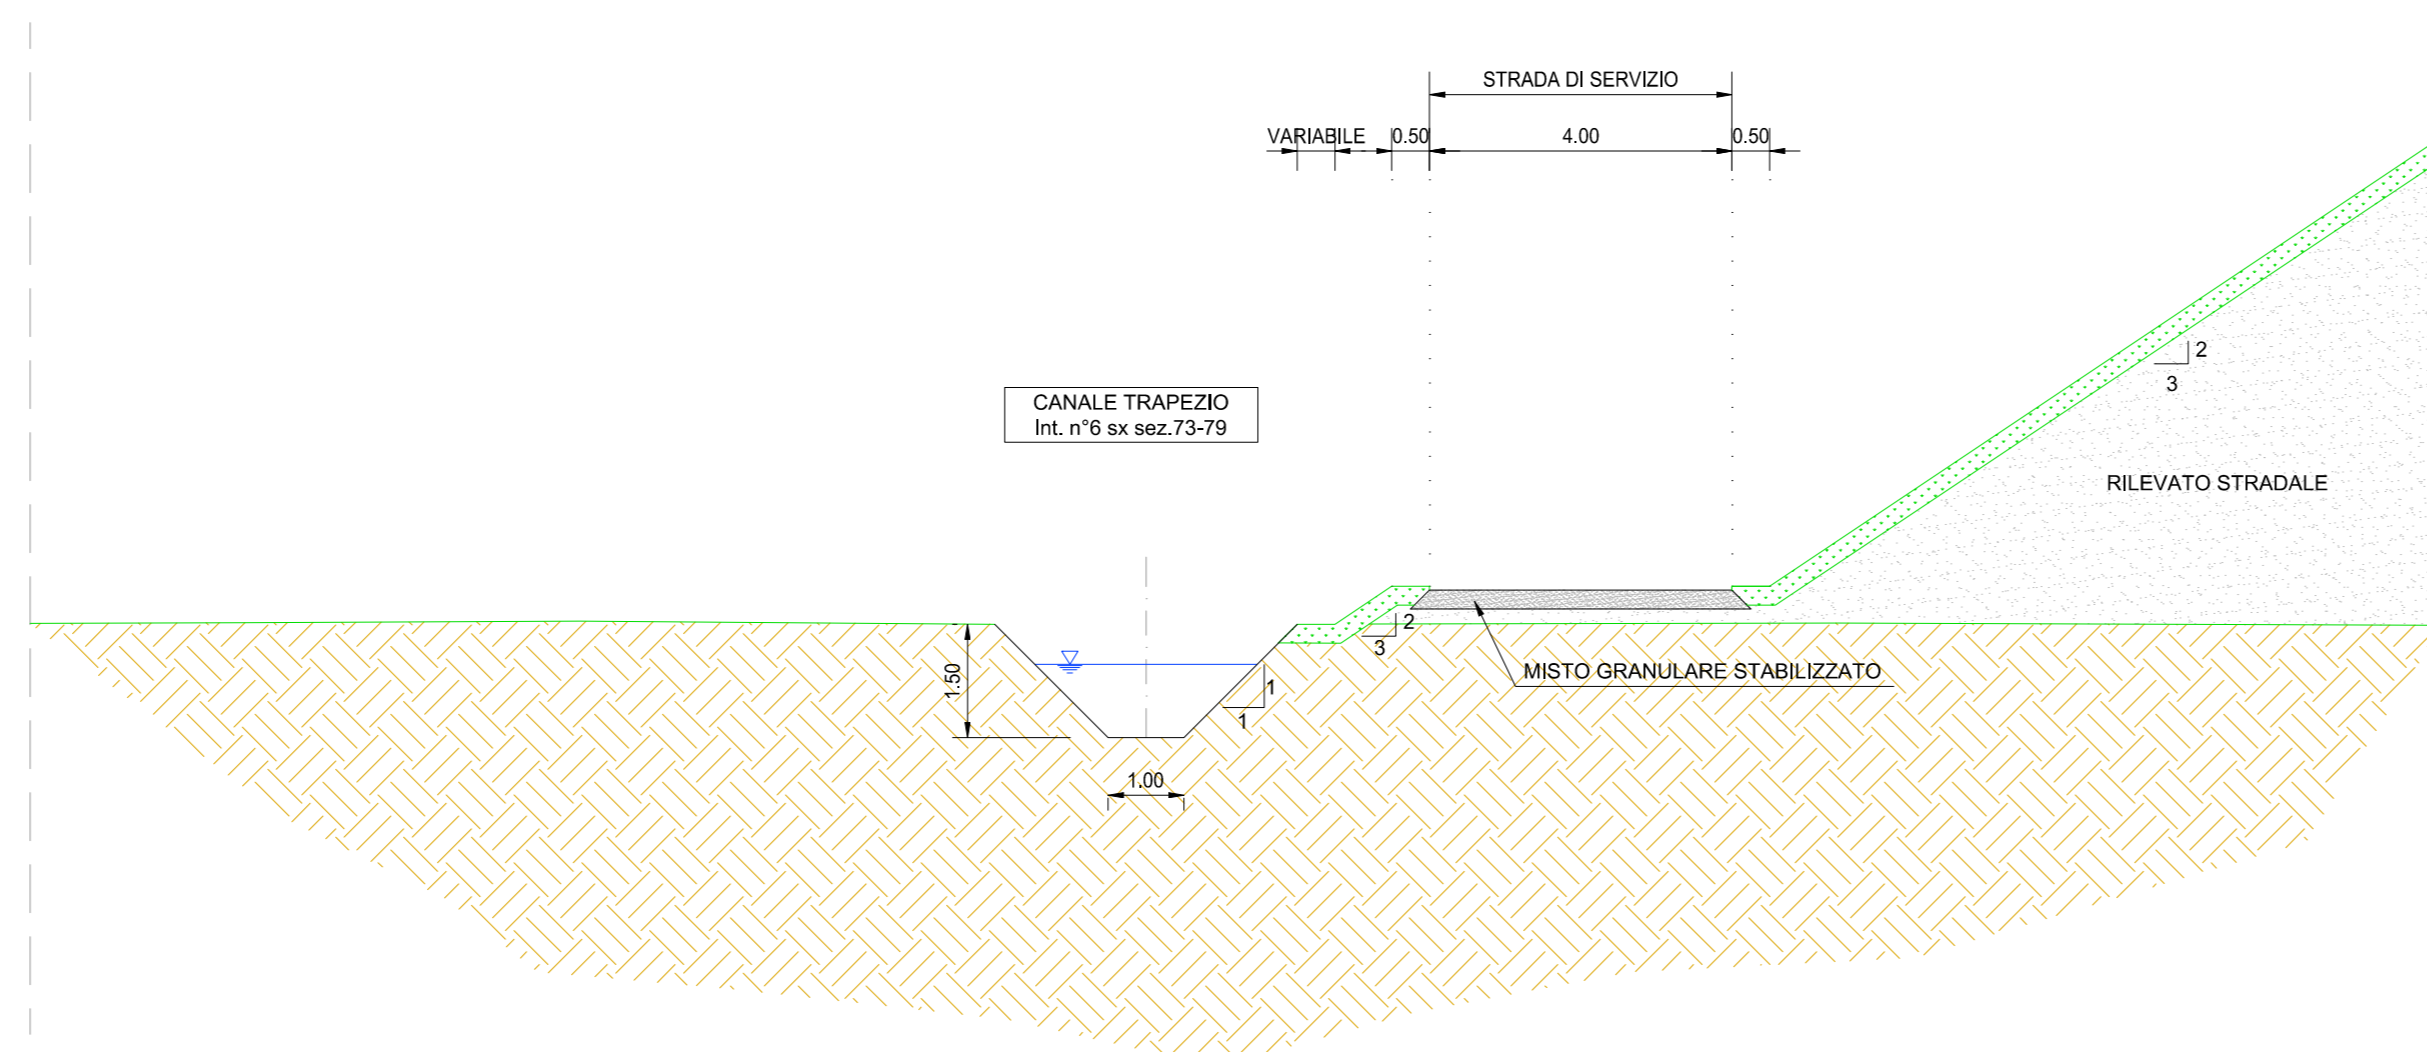 STRADA DI SERVIZIO
VARIABILE 0.50 4.00 0.50
2
3
CANALE TRAPEZIO
Int. n°6 sx sez.73-79
RILEVATO STRADALE
2
3
1.50
MISTO GRANULARE STABILIZZATO
1
1
1.00